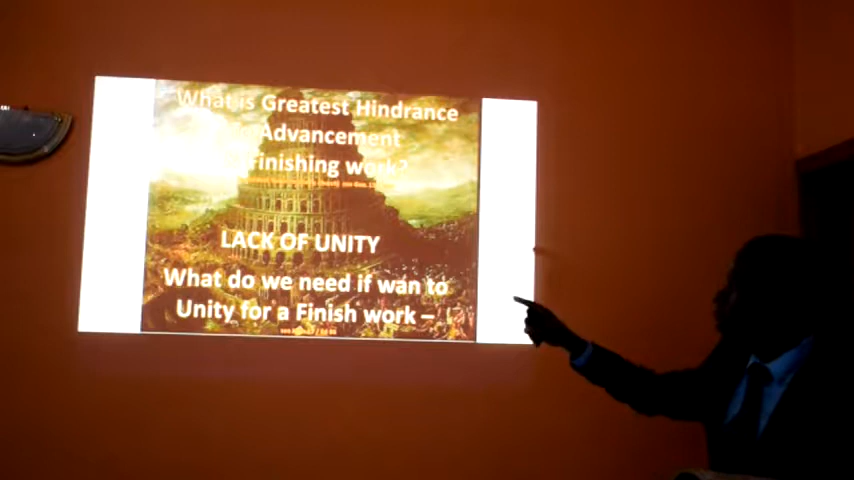 What is Greatest Hindrance
Advancement
Finishing work?
LACK OF UNITY
What do we need if wan to
Unity for a Finish work –